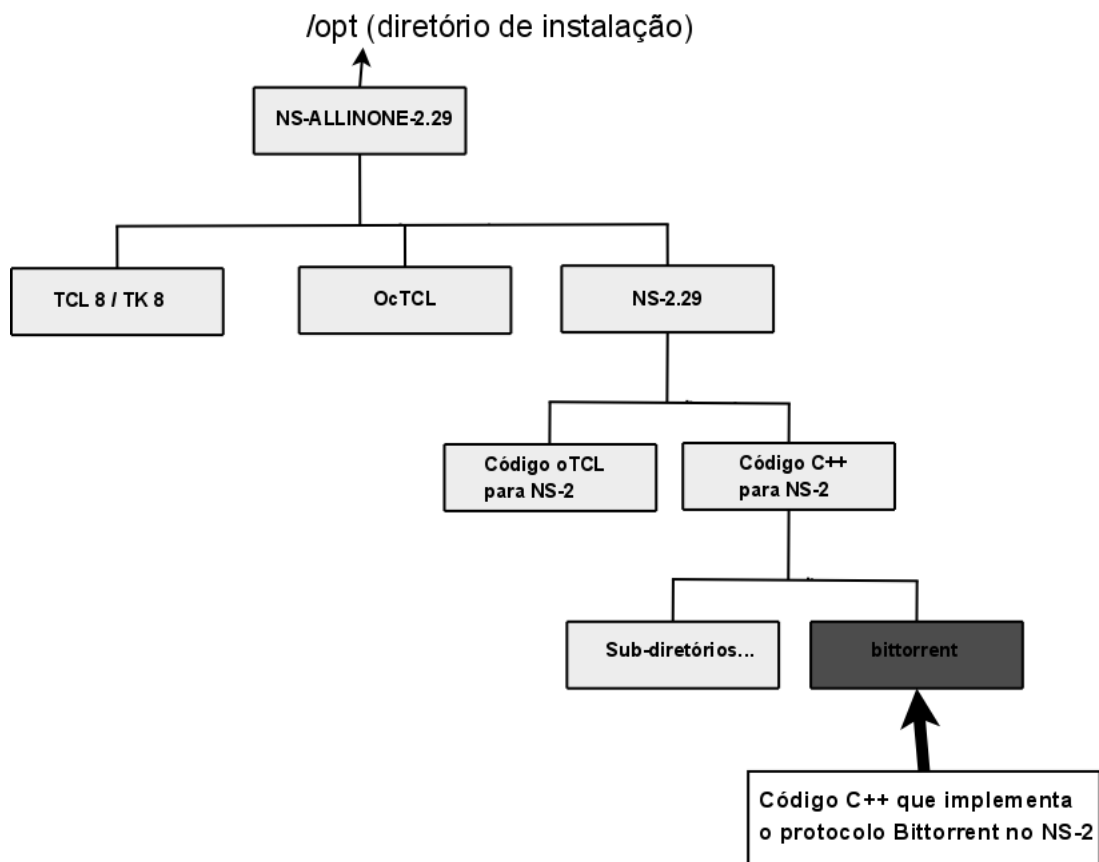 /opt (diretório de instalação)
NS-ALLINONE-2.29
TCL 8 / TK 8
OcTCL
NS-2.29
Código oTCL
para NS-2
Código C++
para NS-2
Sub-diretórios...
bittorrent
Código C++ que implementa
o protocolo Bittorrent no NS-2